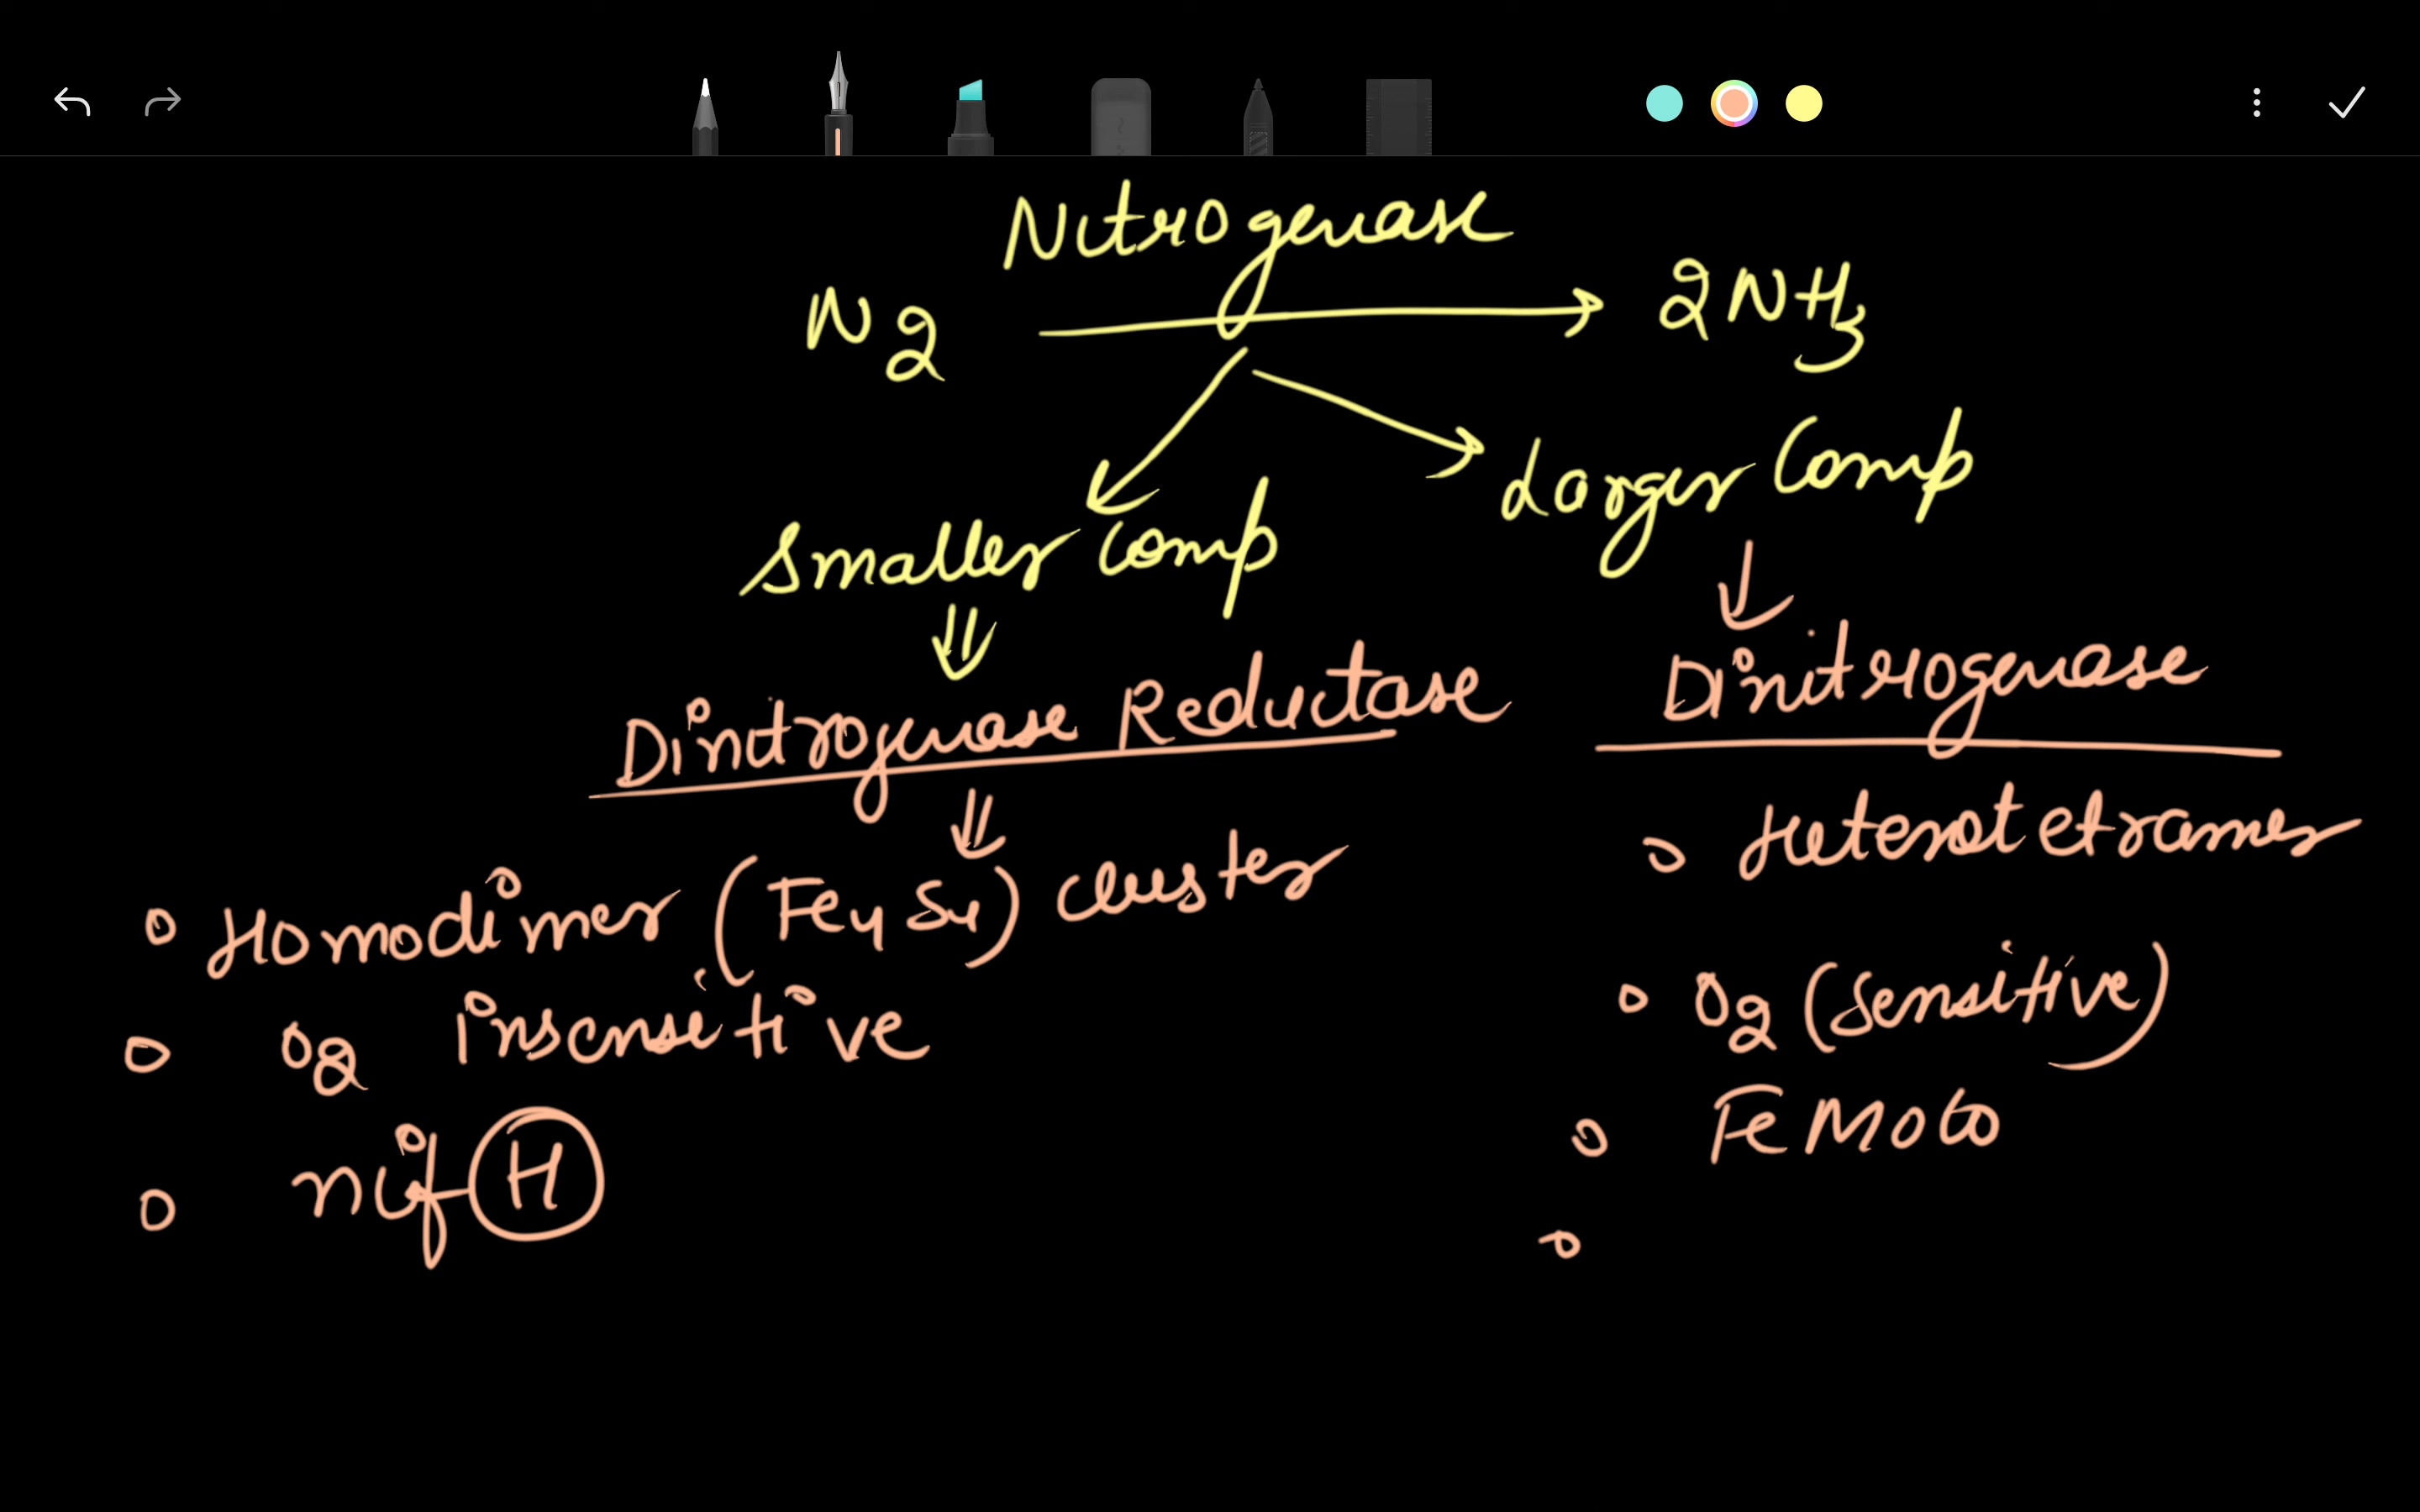 Nitrogenase
N2 → 2NH3
Smaller Comp
Larger Comp
Dinitrogenase Reductase
Dinitrogenase
o Homodimer (Fe4S4) cluster
o O2 insensitive
o nif H
o Heterotetramer
o O2 (Sensitive)
o FeMoCo
o